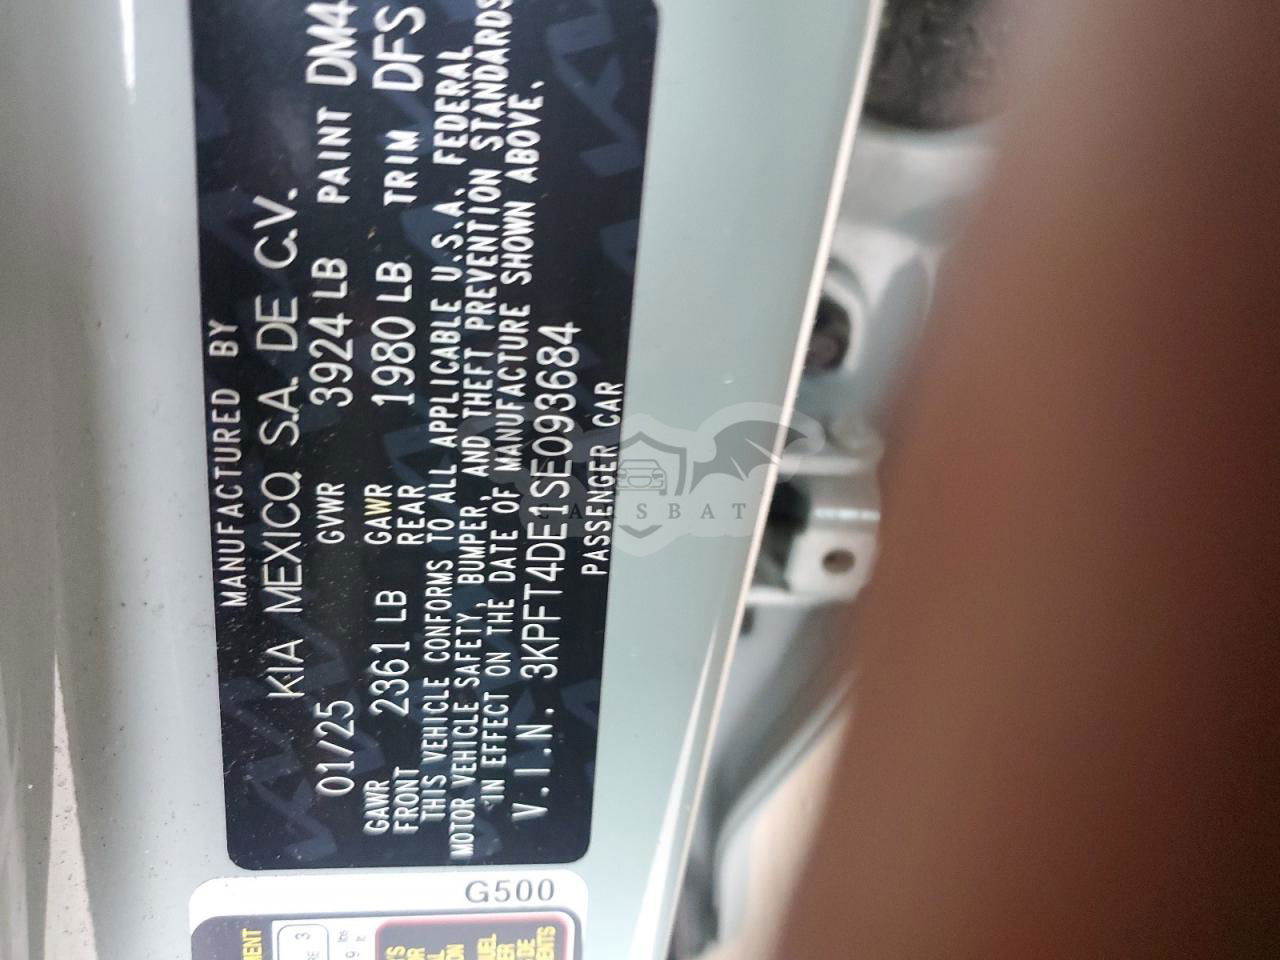 MANUFACTURED BY
KIA MEXICO, S.A. DE C.V.
01/25 GVWR 3924 LB PAINT DM4
GAWR FRONT 2361 LB GAWR REAR 1980 LB TRIM DFS
THIS VEHICLE CONFORMS TO ALL APPLICABLE U.S.A. FEDERAL
MOTOR VEHICLE SAFETY, BUMPER, AND THEFT PREVENTION STANDARDS
IN EFFECT ON THE DATE OF MANUFACTURE SHOWN ABOVE.
V.I.N. 3KPFT4DE1SE093684
PASSENGER CAR
G500
CARSBAT